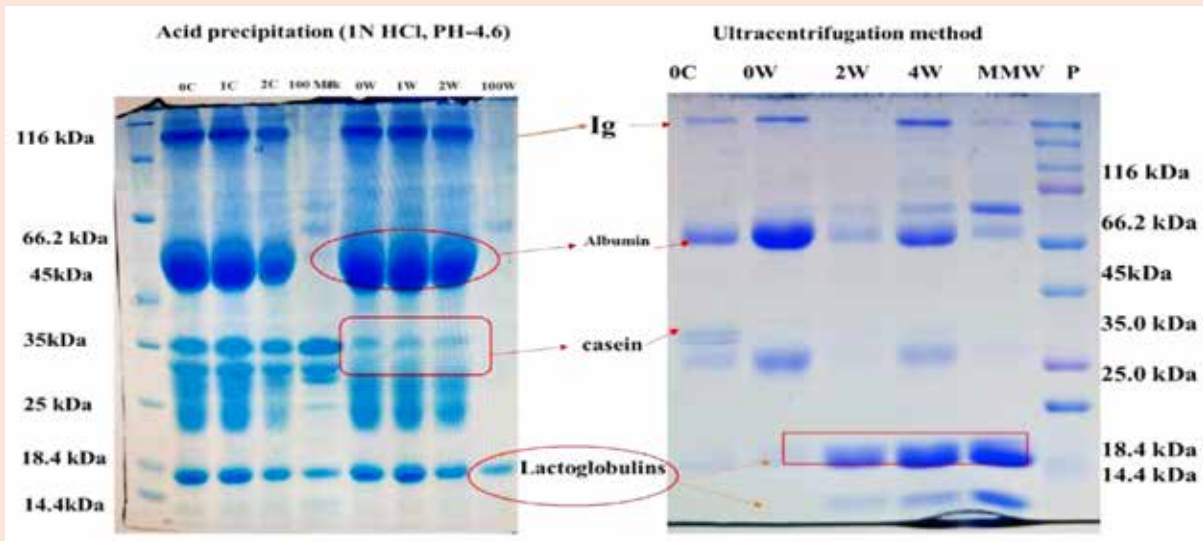 Acid precipitation (1N HCl, PH-4.6)
0C 1C 2C 100 Milk 0W 1W 2W 100W
116 kDa
66.2 kDa
45kDa
35kDa
25 kDa
18.4 kDa
14.4kDa
Ig
Albumin
casein
Lactoglobulins
Ultracentrifugation method
0C 0W 2W 4W MMW P
116 kDa
66.2 kDa
45kDa
35.0 kDa
25.0 kDa
18.4 kDa
14.4 kDa